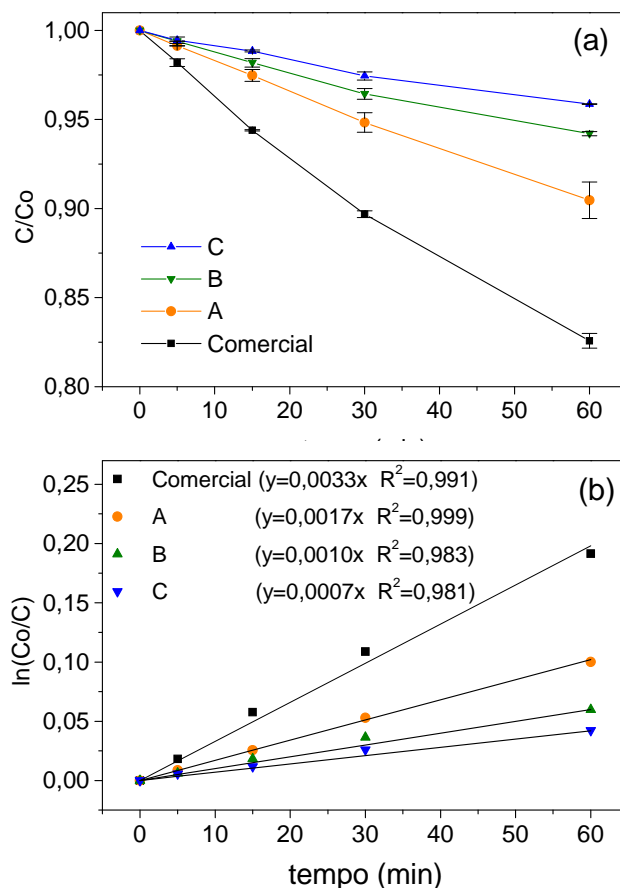 (a)
1,00
0,95
0,90
0,85
0,80
C/Co
C
B
A
Comercial
0 10 20 30 40 50 60
(b)
0,25
0,20
0,15
0,10
0,05
0,00
ln(Co/C)
Comercial (y=0,0033x R²=0,991)
A (y=0,0017x R²=0,999)
B (y=0,0010x R²=0,983)
C (y=0,0007x R²=0,981)
0 10 20 30 40 50 60
tempo (min)